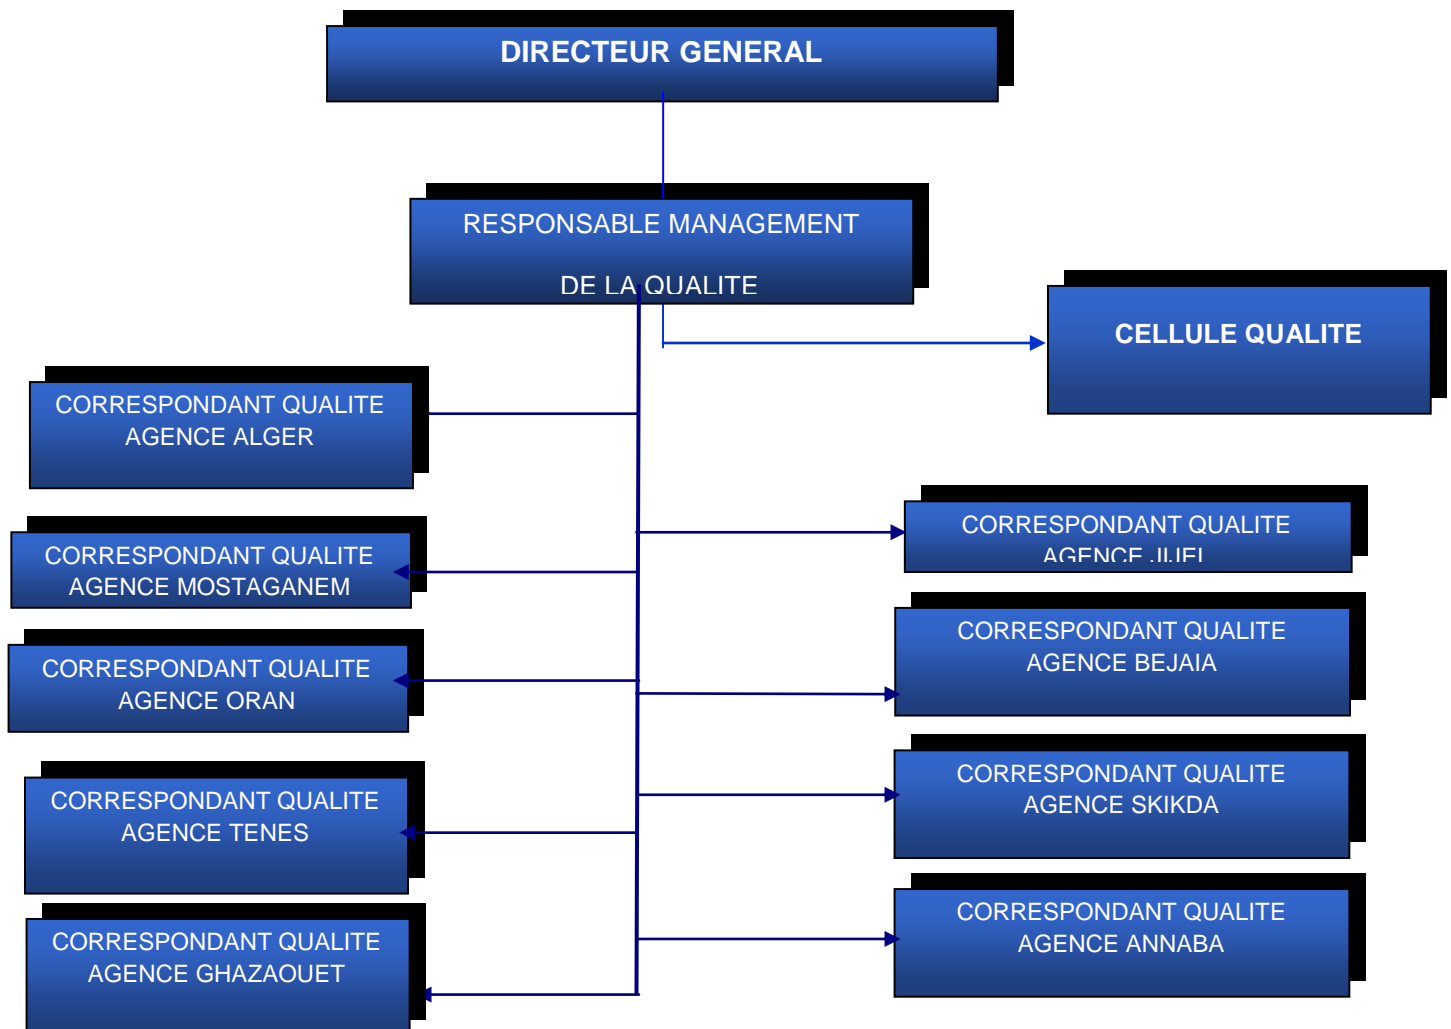 DIRECTEUR GENERAL
RESPONSABLE MANAGEMENT
DE LA QUALITE
CELLULE QUALITE
CORRESPONDANT QUALITE
AGENCE ALGER
CORRESPONDANT QUALITE
AGENCE MOSTAGANEM
CORRESPONDANT QUALITE
AGENCE ORAN
CORRESPONDANT QUALITE
AGENCE TENES
CORRESPONDANT QUALITE
AGENCE GHAZAOUET
CORRESPONDANT QUALITE
AGENCE JIJEL
CORRESPONDANT QUALITE
AGENCE BEJAIA
CORRESPONDANT QUALITE
AGENCE SKIKDA
CORRESPONDANT QUALITE
AGENCE ANNABA